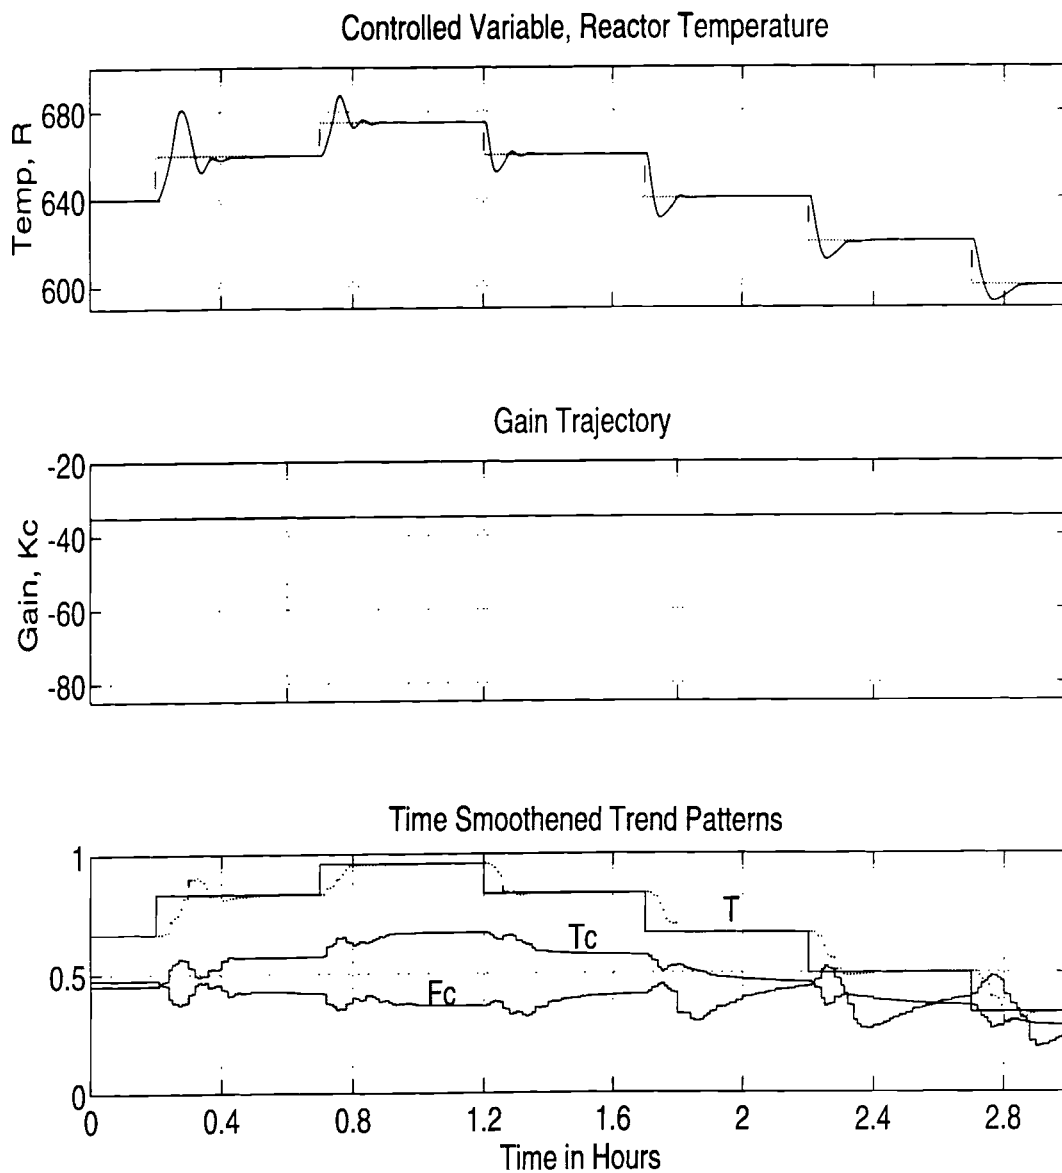 Controlled Variable, Reactor Temperature
680
640
600
Temp, R
Gain Trajectory
-20
-40
-60
-80
Gain, Kc
Time Smoothened Trend Patterns
1
0.5
0
T
Tc
Fc
0 0.4 0.8 1.2 1.6 2 2.4 2.8
Time in Hours